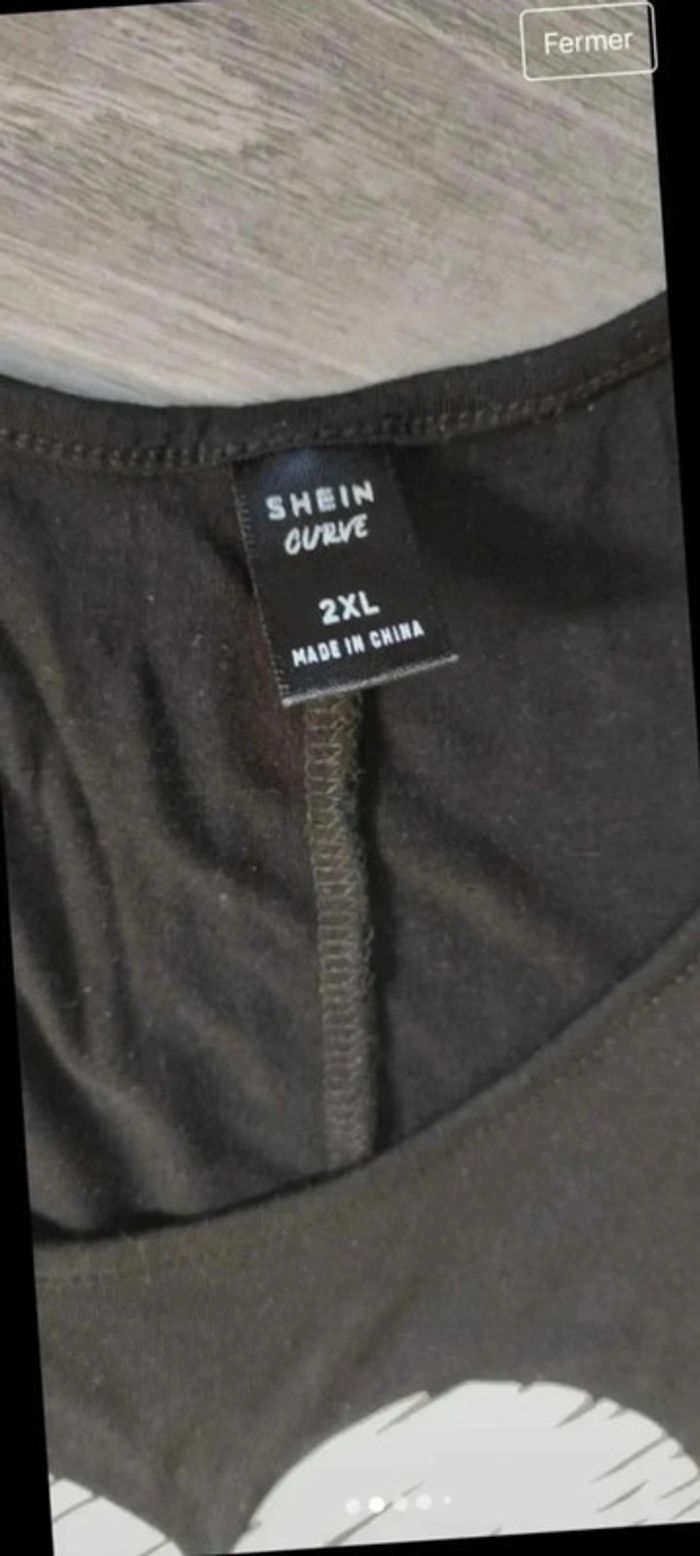 Fermer
SHEIN
CURVE
2XL
MADE IN CHINA